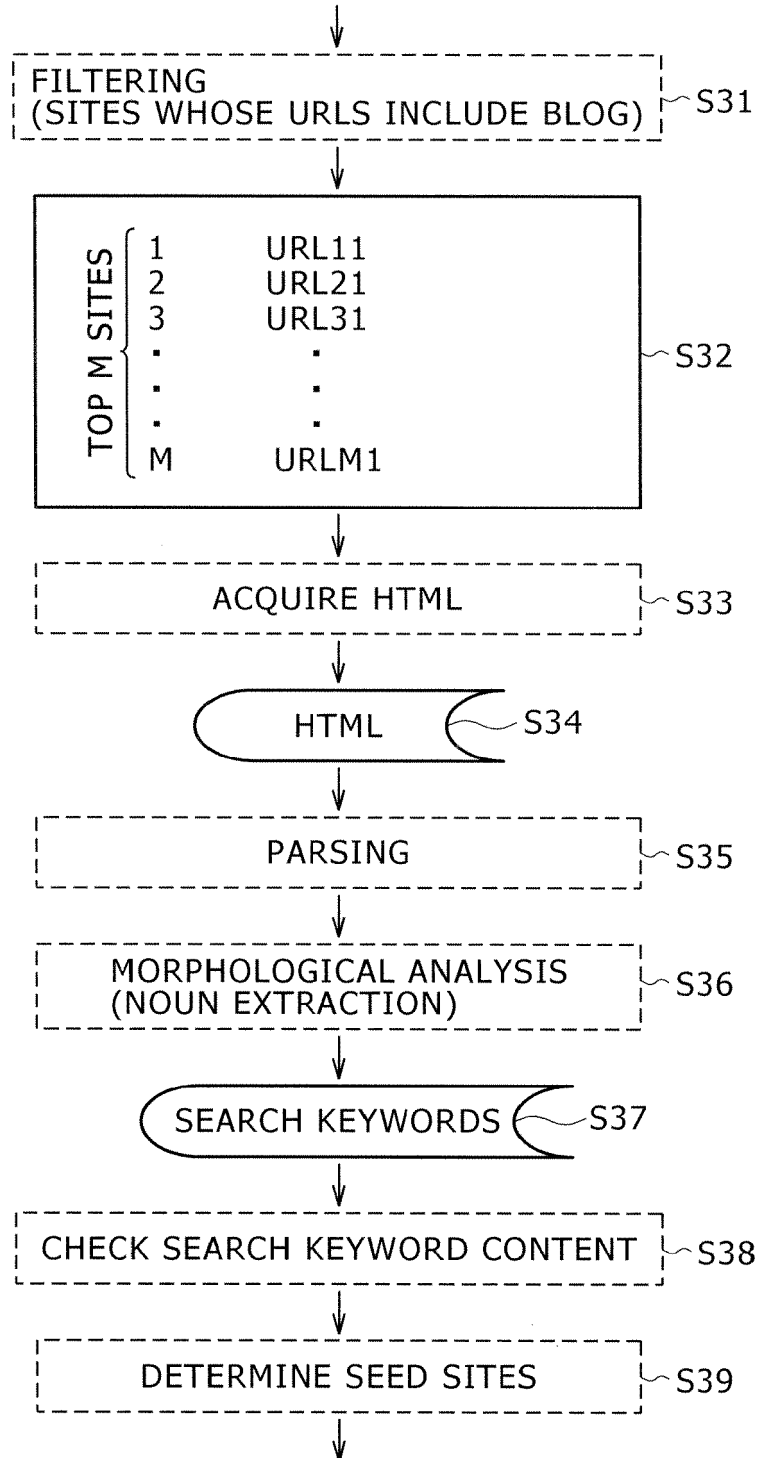 FILTERING
(SITES WHOSE URLS INCLUDE BLOG)
S31
TOP M SITES
1 URL11
2 URL21
3 URL31
. .
. .
. .
M URLM1
S32
ACQUIRE HTML
S33
HTML
S34
PARSING
S35
MORPHOLOGICAL ANALYSIS
(NOUN EXTRACTION)
S36
SEARCH KEYWORDS
S37
CHECK SEARCH KEYWORD CONTENT
S38
DETERMINE SEED SITES
S39